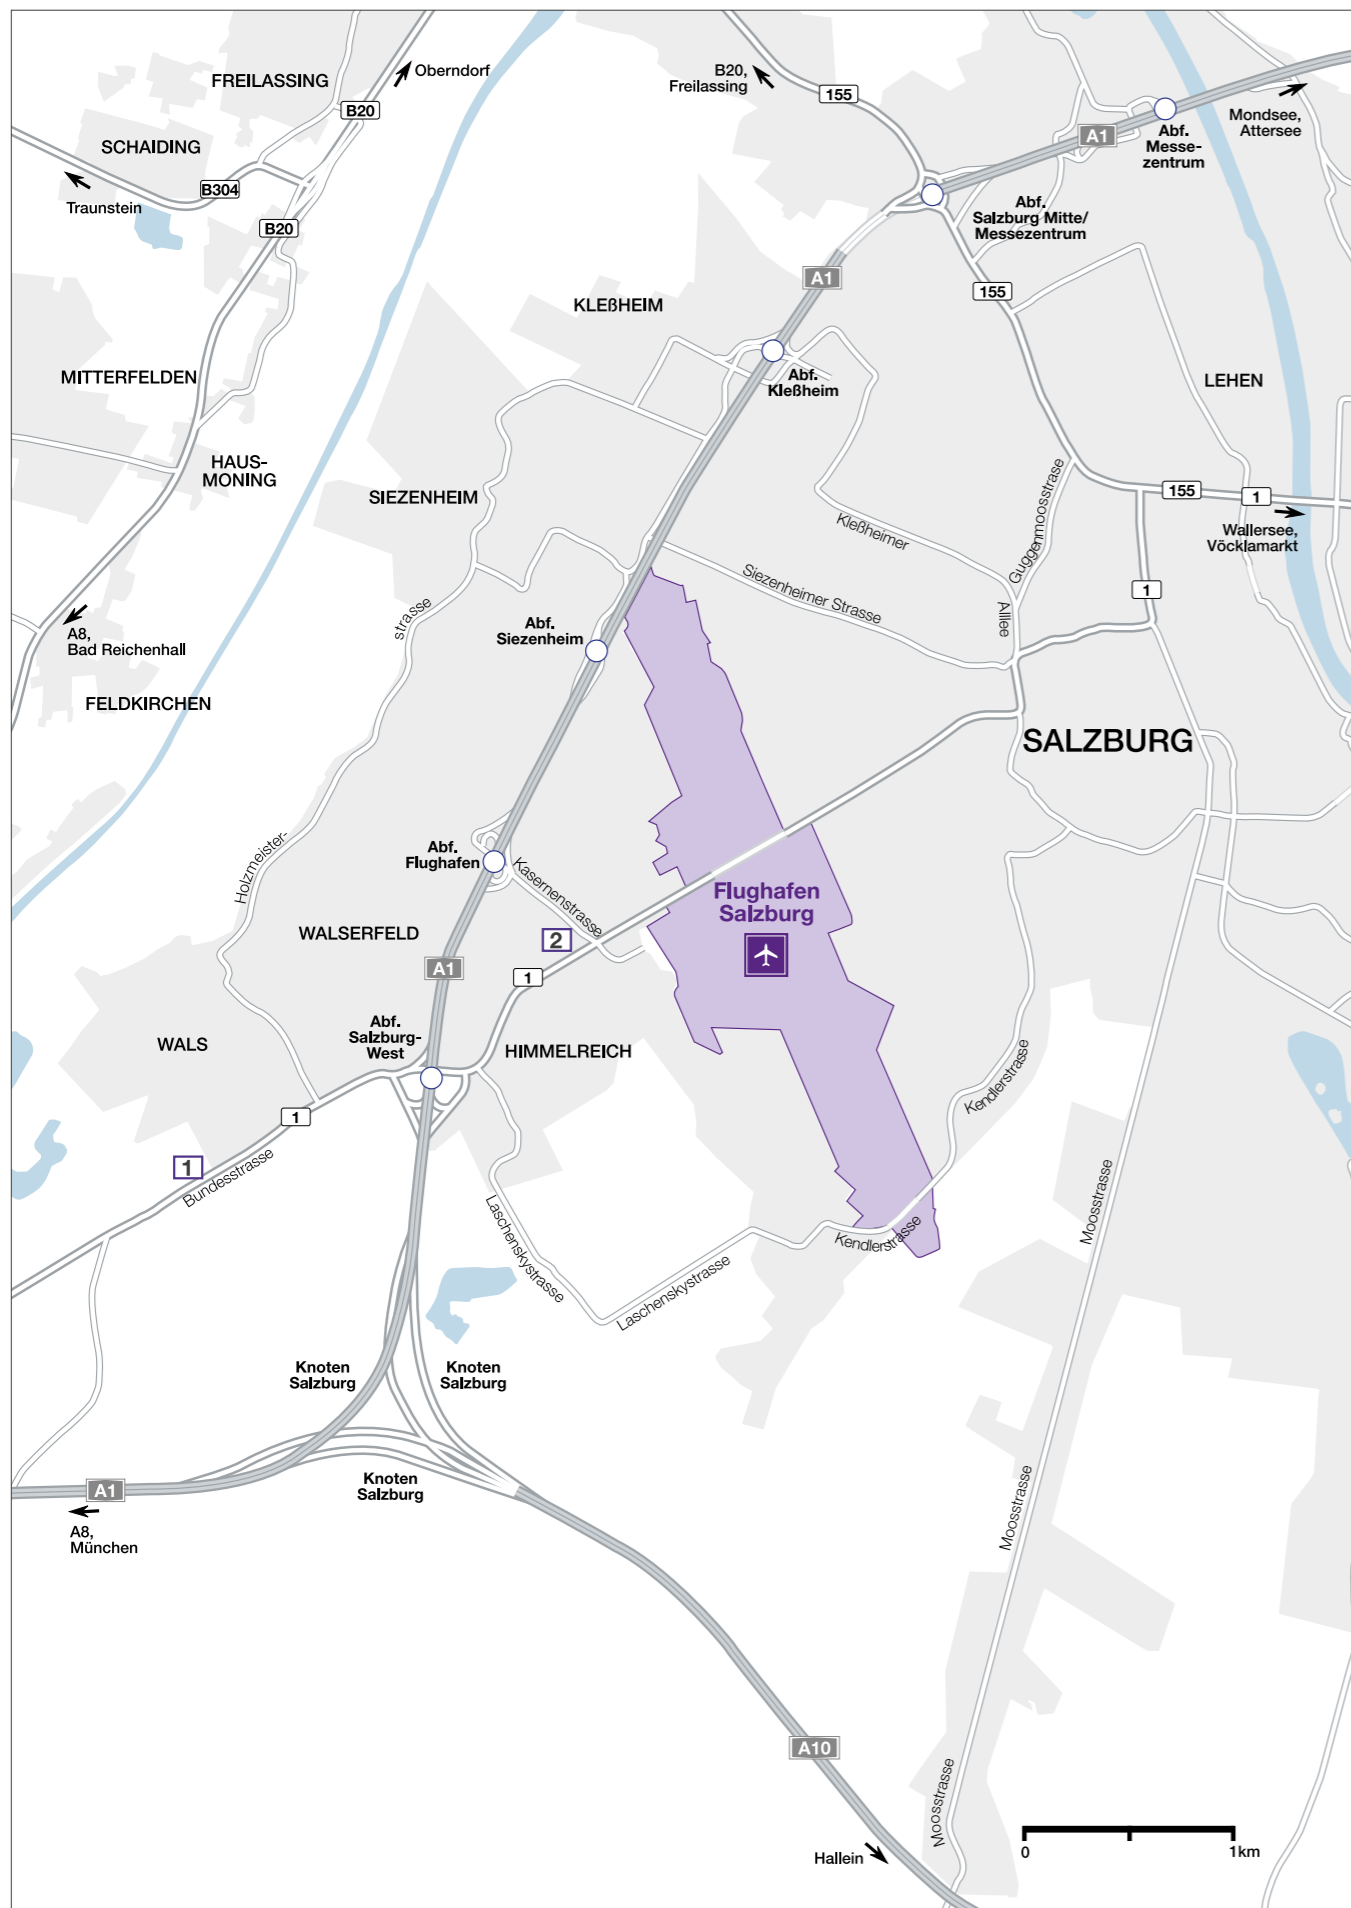 FREILASSING
Oberndorf
B20
SCHAIDING
B304
Traunstein
B20
B20,
Freilassing
155
A1
Abf.
Messe-
zentrum
Mondsee,
Attersee
Abf.
Salzburg Mitte/
Messezentrum
A1
155
KLEßHEIM
Abf.
Kleßheim
LEHEN
MITTERFELDEN
HAUS-
MONING
SIEZENHEIM
155
1
Wallersee,
Vöcklamarkt
Kleßheimer
Guggenmoosstrase
Siezenheimer Strasse
Alllee
1
strasse
Abf.
Siezenheim
A8,
Bad Reichenhall
FELDKIRCHEN
SALZBURG
Holzmeister-
Abf.
Flughafen
Kasernenstrasse
Flughafen
Salzburg
WALSERFELD
2
A1
1
Abf.
Salzburg-
West
WALS
HIMMELREICH
1
Kendlerstrasse
1
Bundesstrasse
Moosstrasse
Laschenskystrasse
Kendlerstrasse
Laschenskystrasse
Knoten
Salzburg
Knoten
Salzburg
Knoten
Salzburg
A1
A8,
München
Moosstrasse
A10
Moosstrasse
Hallein
0
1km